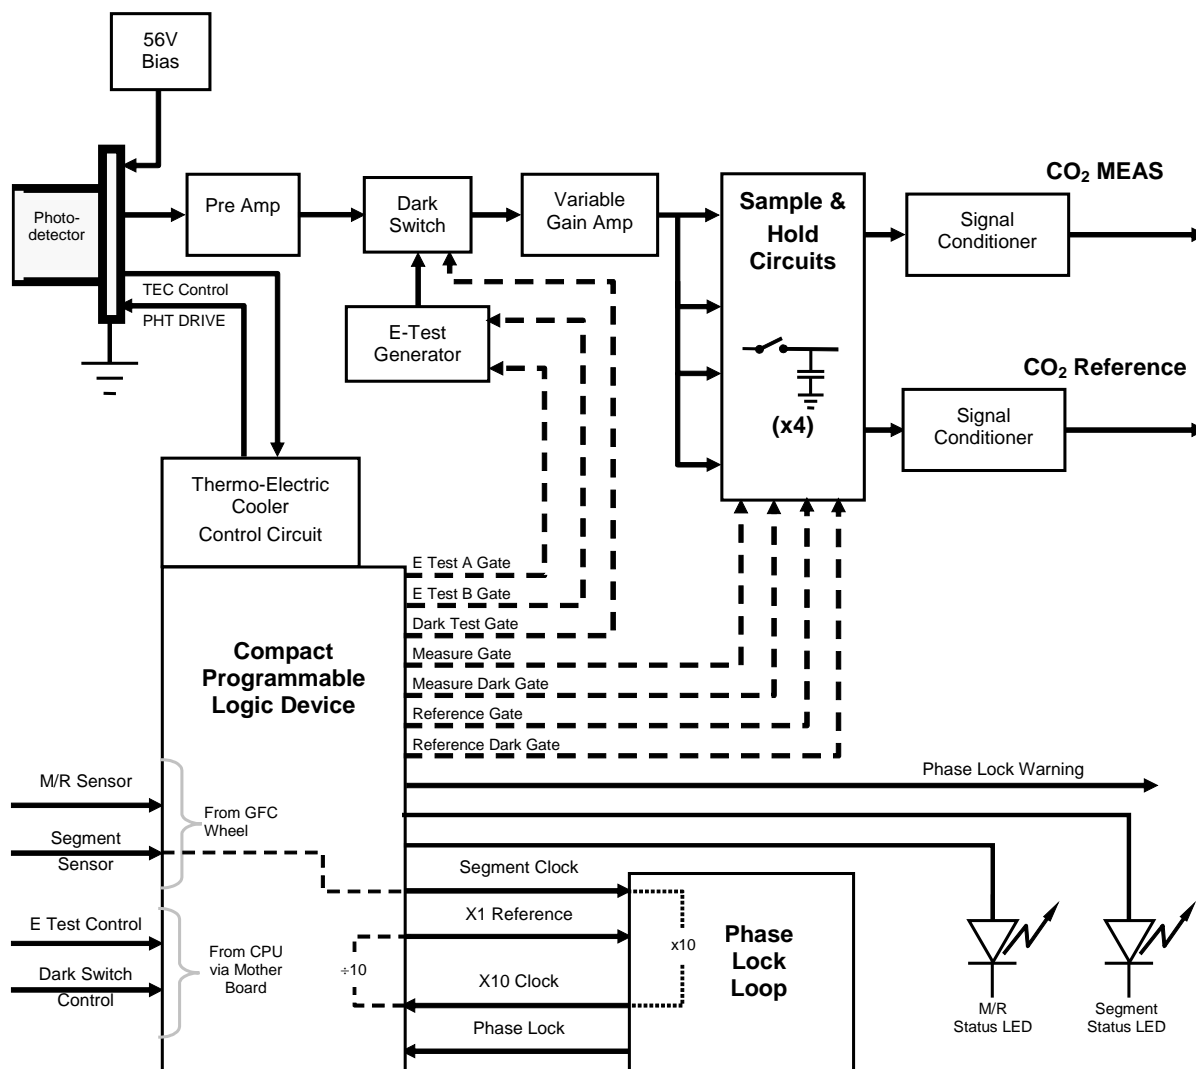 56V
Bias
CO₂ MEAS
Photo-
detector
Pre Amp
Dark
Switch
Variable
Gain Amp
Sample &
Hold
Circuits
(x4)
Signal
Conditioner
TEC Control
PHT DRIVE
E-Test
Generator
CO₂ Reference
Signal
Conditioner
Thermo-Electric
Cooler
Control Circuit
E Test A Gate
E Test B Gate
Dark Test Gate
Measure Gate
Measure Dark Gate
Reference Gate
Reference Dark Gate
Compact
Programmable
Logic Device
Phase Lock Warning
M/R Sensor
Segment
Sensor
From GFC
Wheel
E Test Control
Dark Switch
Control
From CPU
via Mother
Board
Segment Clock
X1 Reference
÷10
X10 Clock
Phase Lock
x10
Phase
Lock
Loop
M/R
Status LED
Segment
Status LED